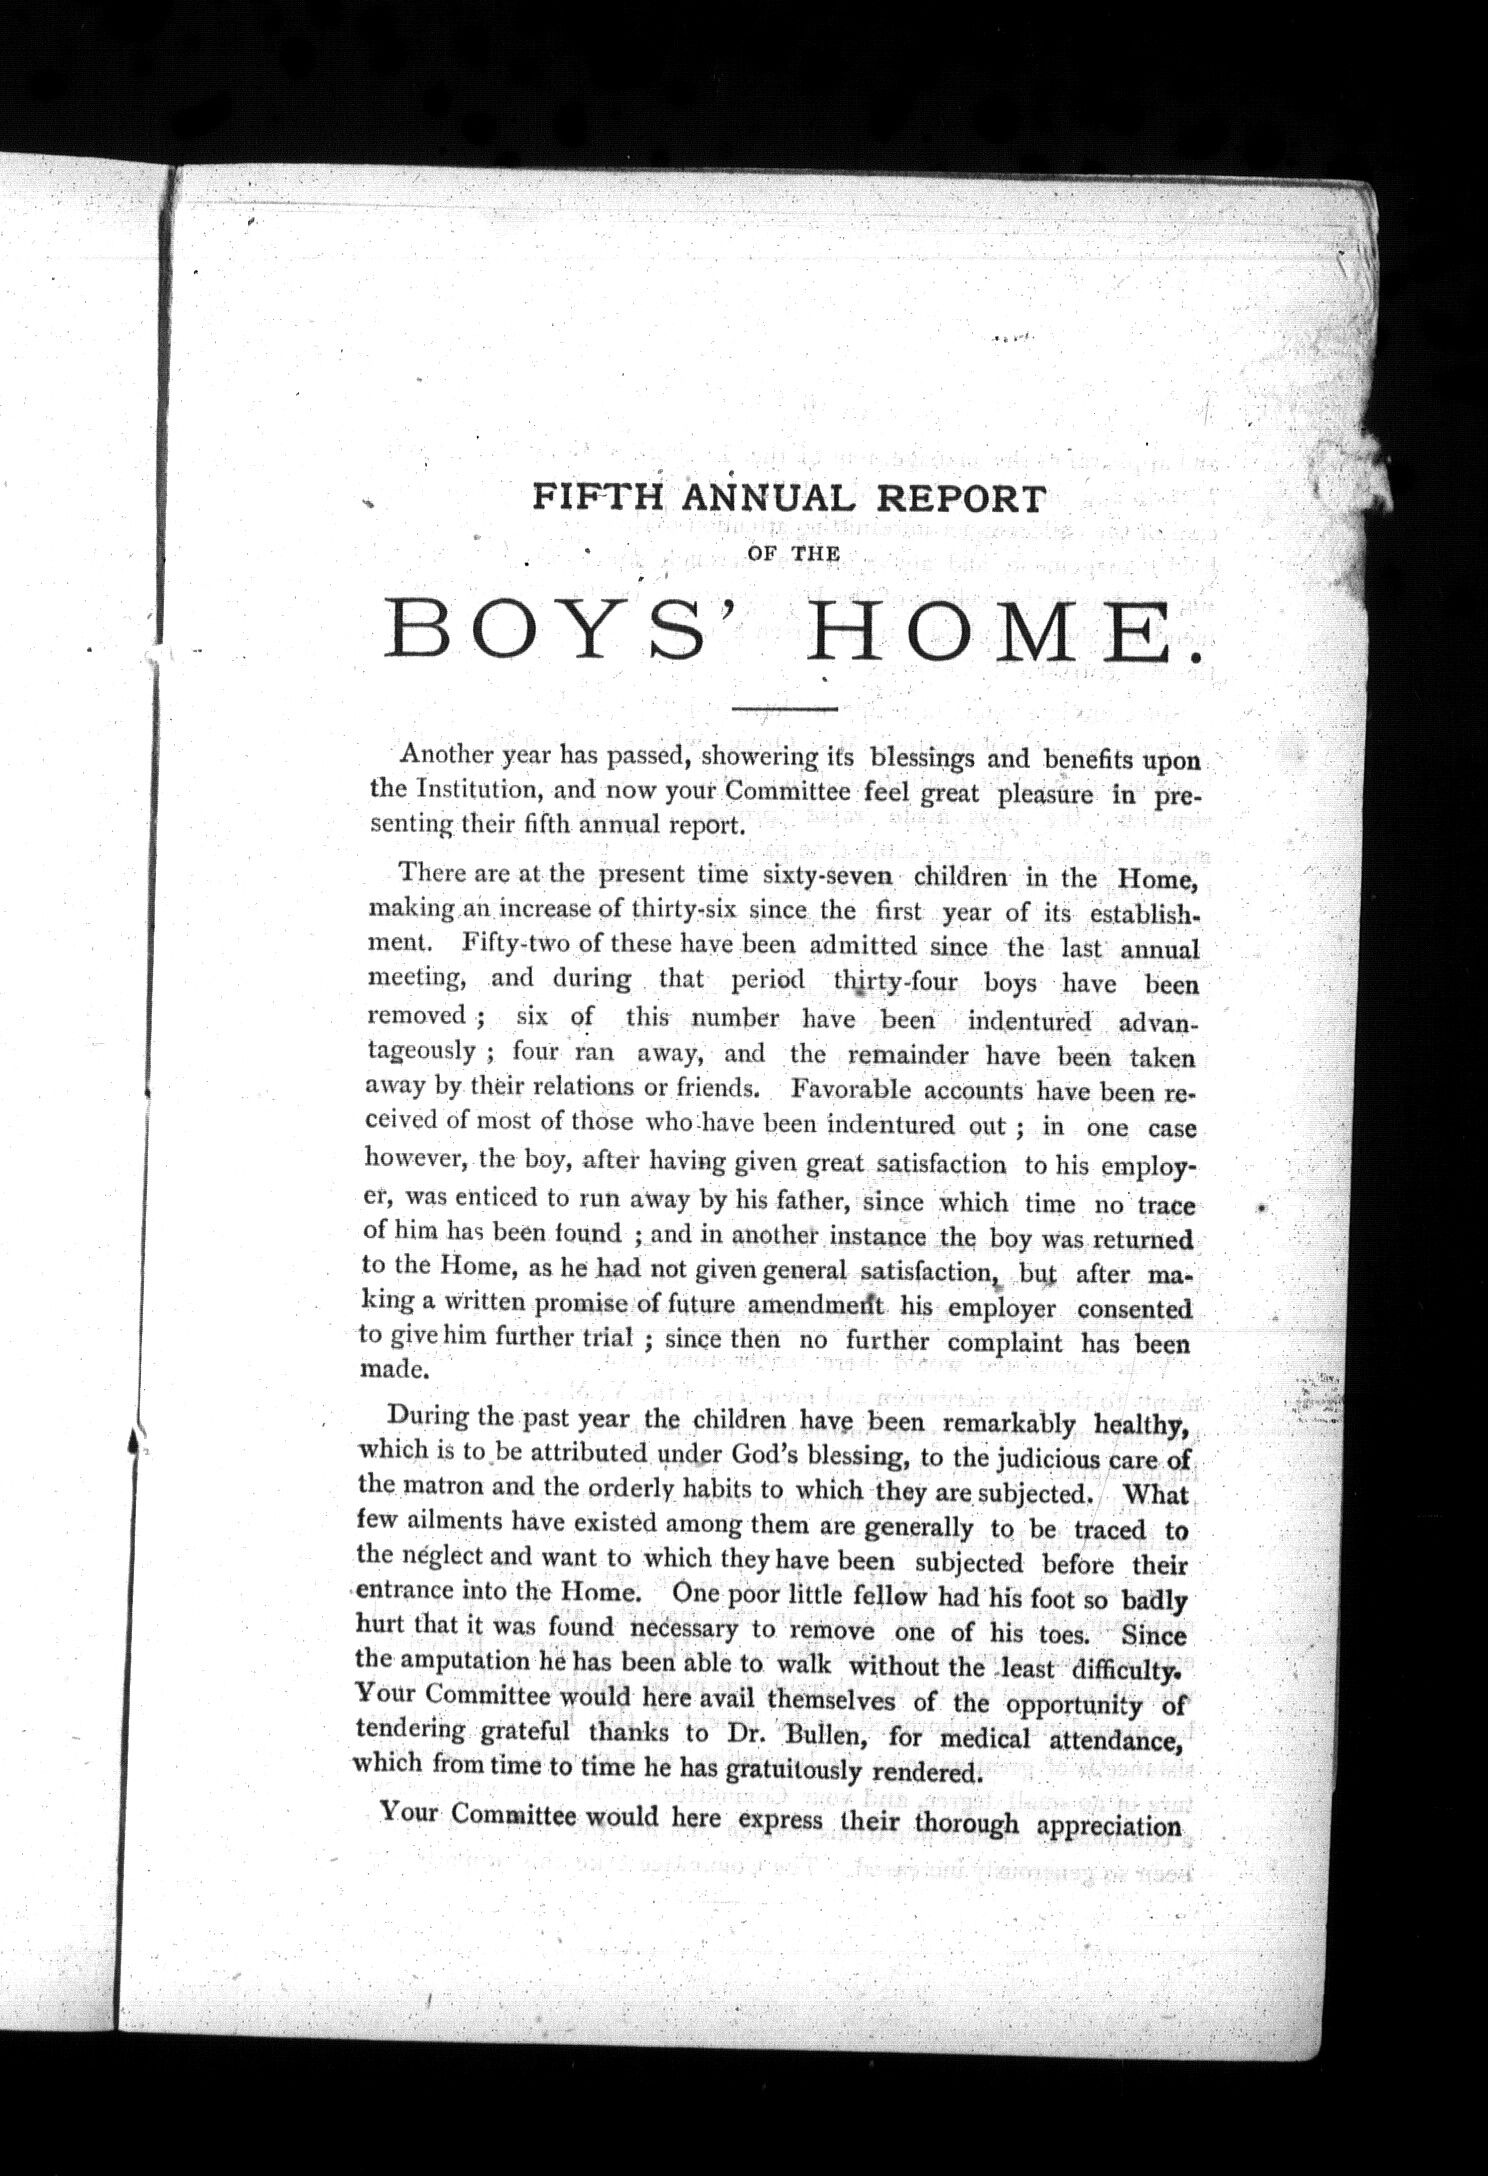 FIFTH ANNUAL REPORT
OF THE
BOYS' HOME.
Another year has passed, showering its blessings and benefits upon
the Institution, and now your Committee feel great pleasure in pre-
senting their fifth annual report.
There are at the present time sixty-seven children in the Home,
making an increase of thirty-six since the first year of its establish-
ment. Fifty-two of these have been admitted since the last annual
meeting, and during that period thirty-four boys have been
removed ; six of this number have been indentured advan-
tageously ; four ran away, and the remainder have been taken
away by their relations or friends. Favorable accounts have been re-
ceived of most of those who have been indentured out ; in one case
however, the boy, after having given great satisfaction to his employ-
er, was enticed to run away by his father, since which time no trace
of him has been found ; and in another instance the boy was returned
to the Home, as he had not given general satisfaction, but after ma-
king a written promise of future amendment his employer consented
to give him further trial ; since then no further complaint has been
made.
During the past year the children have been remarkably healthy,
which is to be attributed under God's blessing, to the judicious care of
the matron and the orderly habits to which they are subjected. What
few ailments have existed among them are generally to be traced to
the neglect and want to which they have been subjected before their
entrance into the Home. One poor little fellow had his foot so badly
hurt that it was found necessary to remove one of his toes. Since
the amputation he has been able to walk without the least difficulty.
Your Committee would here avail themselves of the opportunity of
tendering grateful thanks to Dr. Bullen, for medical attendance,
which from time to time he has gratuitously rendered.
Your Committee would here express their thorough appreciation